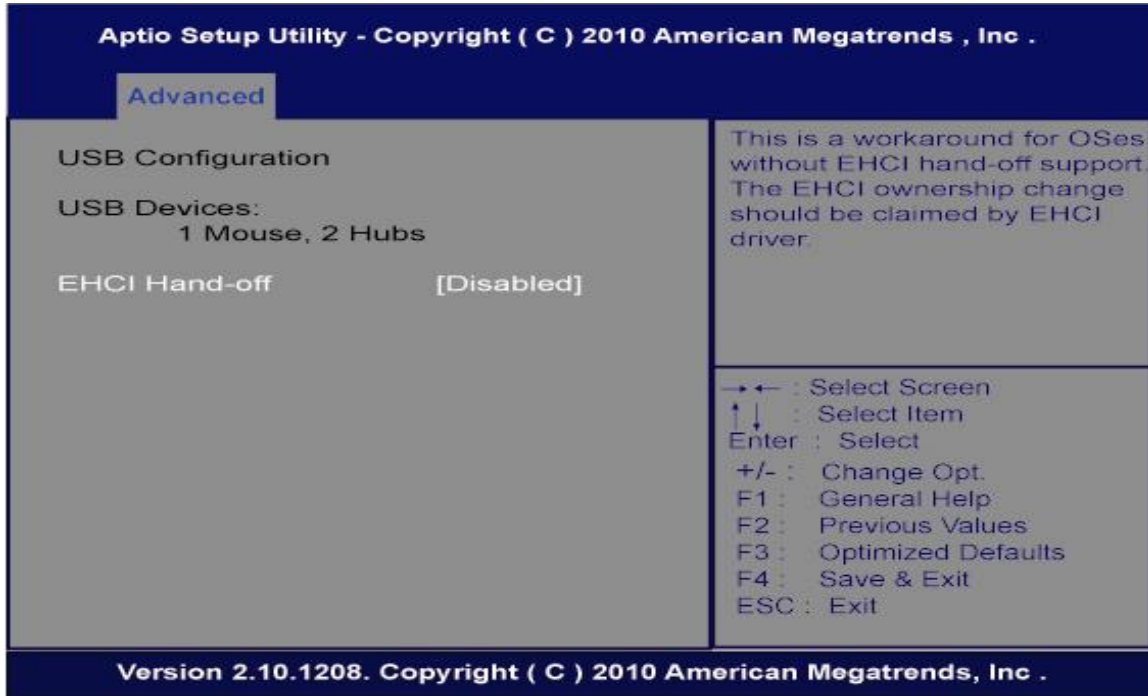 Aptio Setup Utility - Copyright ( C ) 2010 American Megatrends , Inc .
Advanced
USB Configuration
USB Devices:
1 Mouse, 2 Hubs
EHCI Hand-off [Disabled]
This is a workaround for OSes
without EHCI hand-off support.
The EHCI ownership change
should be claimed by EHCI
driver.
→ ← : Select Screen
↑ ↓ : Select Item
Enter : Select
+/- : Change Opt.
F1 : General Help
F2 : Previous Values
F3 : Optimized Defaults
F4 : Save & Exit
ESC : Exit
Version 2.10.1208. Copyright ( C ) 2010 American Megatrends, Inc .